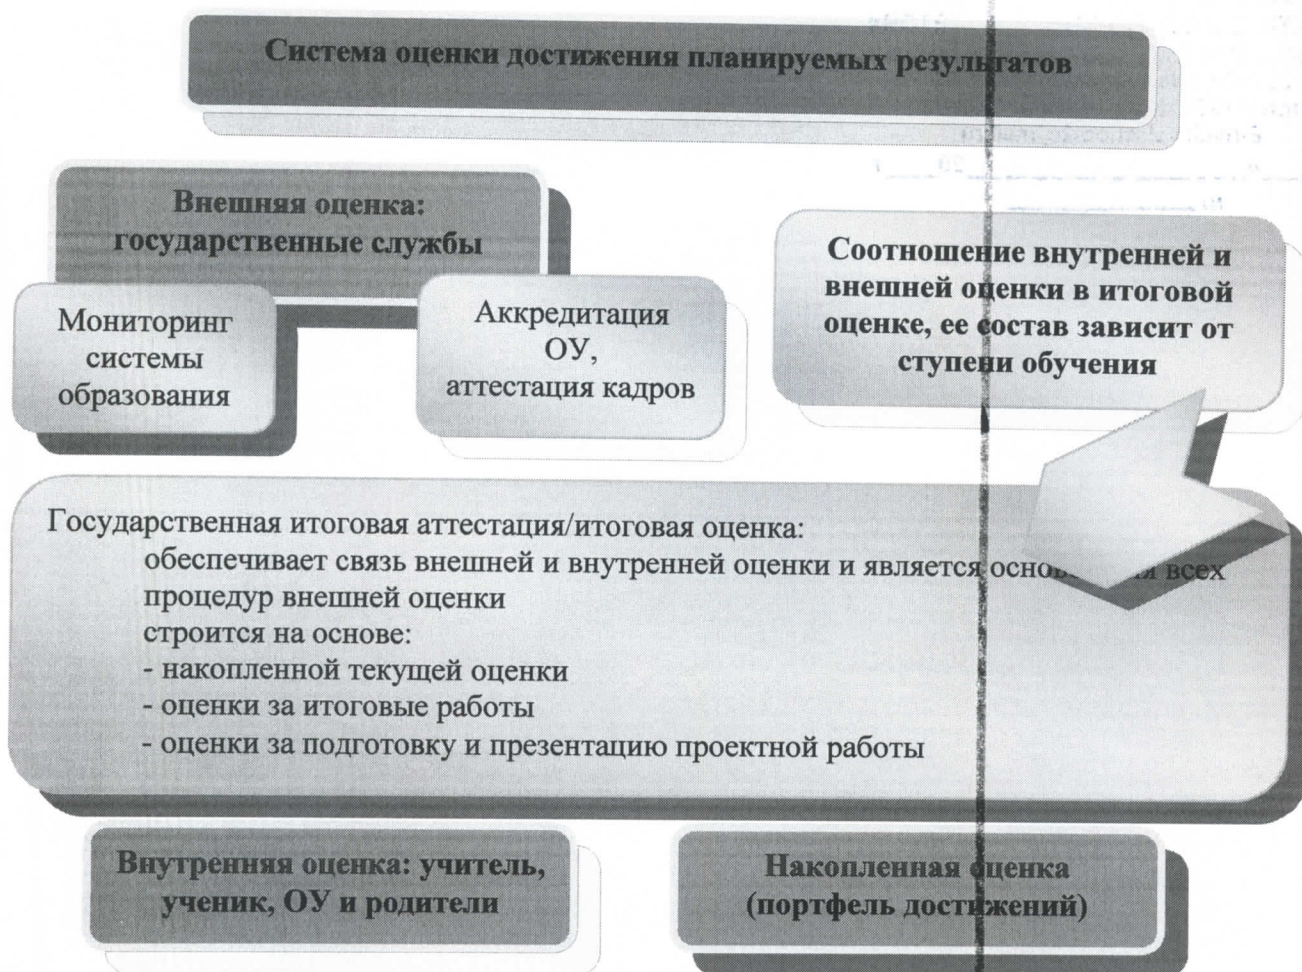 Система оценки достижения планируемых результатов
Внешняя оценка:
государственные службы
Мониторинг
системы
образования
Аккредитация
ОУ,
аттестация кадров
Соотношение внутренней и
внешней оценки в итоговой
оценке, ее состав зависит от
ступени обучения
Государственная итоговая аттестация/итоговая оценка:
обеспечивает связь внешней и внутренней оценки и является всех
процедур внешней оценки
строится на основе:
- накопленной текущей оценки
- оценки за итоговые работы
- оценки за подготовку и презентацию проектной работы
Внутренняя оценка: учитель,
ученик, ОУ и родители
Накопленная оценка
(портфель достижений)